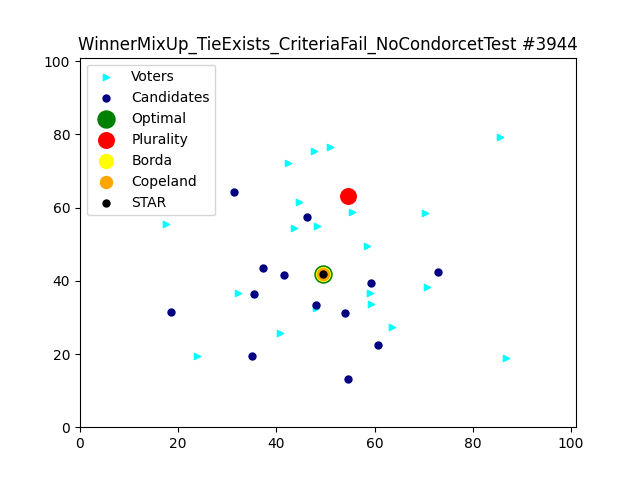 WinnerMixUp_TieExists_CriteriaFail_NoCondorcetTest #3944
Voters
Candidates
Optimal
Plurality
Borda
Copeland
STAR
100
80
60
40
20
0
0 20 40 60 80 100